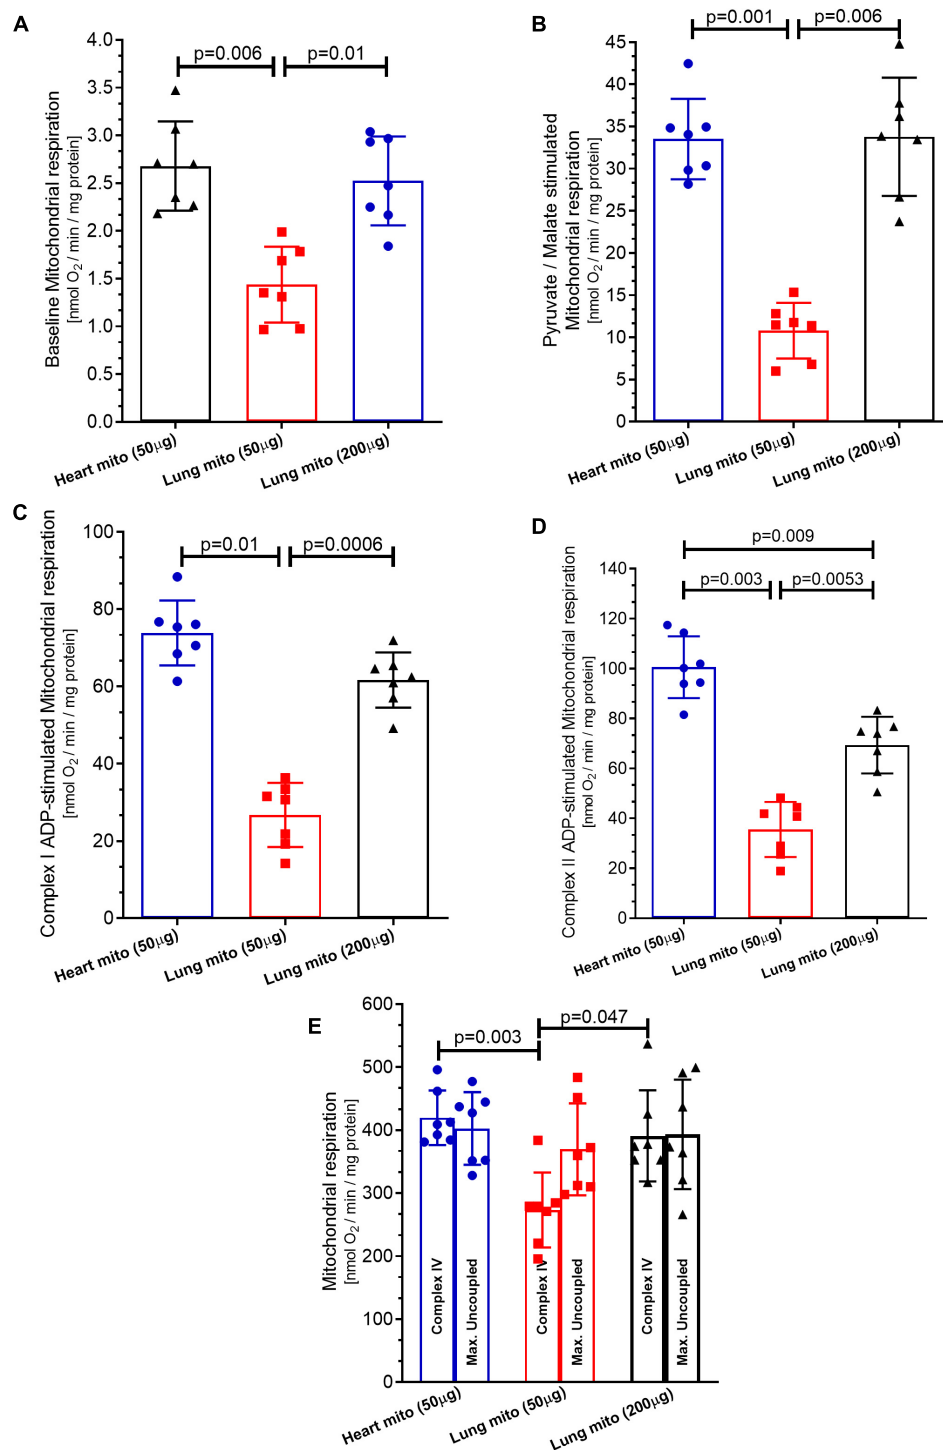 A
Baseline Mitochondrial respiration
[nmol O₂ / min / mg protein]
4.0
3.5
3.0
2.5
2.0
1.5
1.0
0.5
0.0
p=0.006
p=0.01
Heart mito (50µg)
Lung mito (50µg)
Lung mito (200µg)
B
Pyruvate / Malate stimulated
Mitochondrial respiration
[nmol O₂ / min / mg protein]
45
40
35
30
25
20
15
10
5
0
p=0.001
p=0.006
Heart mito (50µg)
Lung mito (50µg)
Lung mito (200µg)
C
Complex I ADP-stimulated Mitochondrial respiration
[nmol O₂ / min / mg protein]
100
80
60
40
20
0
p=0.01
p=0.0006
Heart mito (50µg)
Lung mito (50µg)
Lung mito (200µg)
D
Complex II ADP-stimulated Mitochondrial respiration
[nmol O₂ / min / mg protein]
140
120
100
80
60
40
20
0
p=0.009
p=0.003
p=0.0053
Heart mito (50µg)
Lung mito (50µg)
Lung mito (200µg)
E
Mitochondrial respiration
[nmol O₂ / min / mg protein]
600
500
400
300
200
100
0
p=0.003
p=0.047
Complex IV
Max. Uncoupled
Complex IV
Max. Uncoupled
Complex IV
Max. Uncoupled
Heart mito (50µg)
Lung mito (50µg)
Lung mito (200µg)